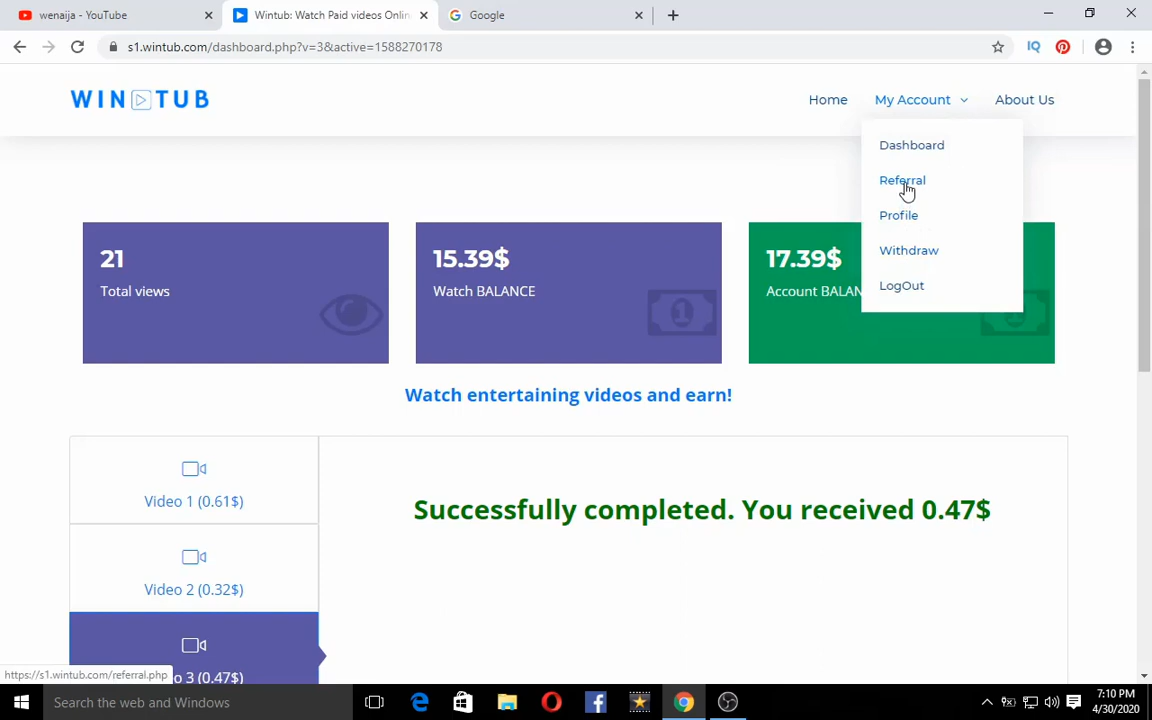 wenaija - YouTube
Wintub: Watch Paid videos Onlin
Google
s1.wintub.com/dashboard.php?v=3&active=1588270178
IQ
WIN TUB
Home
My Account
About Us
Dashboard
Referral
Profile
Withdraw
LogOut
21
Total views
15.39$
Watch BALANCE
17.39$
Account BALAN
Watch entertaining videos and earn!
Video 1 (0.61$)
Successfully completed. You received 0.47$
Video 2 (0.32$)
o 3 (0.47$)
https://s1.wintub.com/referral.php
Search the web and Windows
7:10 PM
4/30/2020